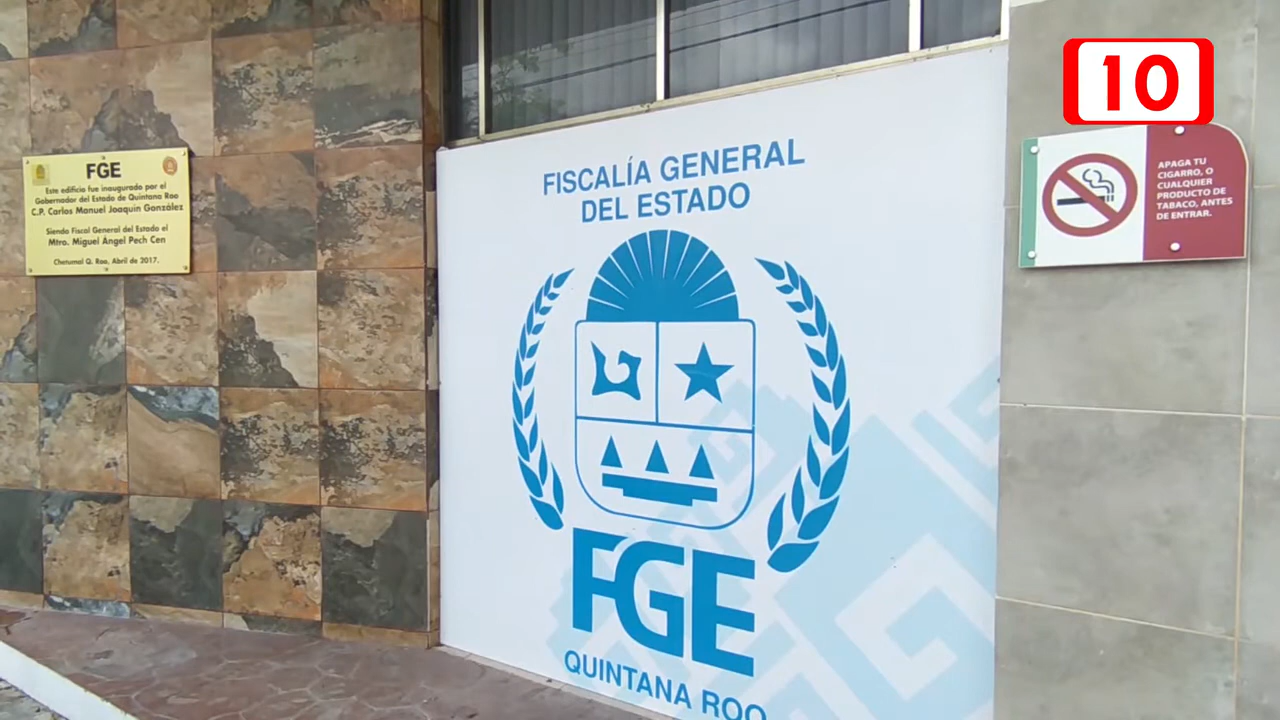 FGE
Este edificio fue inaugurado por el
Gobernador del Estado de Quintana Roo
C.P. Carlos Manuel Joaquín González
Siendo Fiscal General del Estado el
Mtro. Miguel Ángel Pech Cen
Chetumal Q. Roo, Abril de 2017.
FISCALÍA GENERAL
DEL ESTADO
FGE
QUINTANA ROO
10
APAGA TU
CIGARRO, O
CUALQUIER
PRODUCTO DE
TABACO, ANTES
DE ENTRAR.